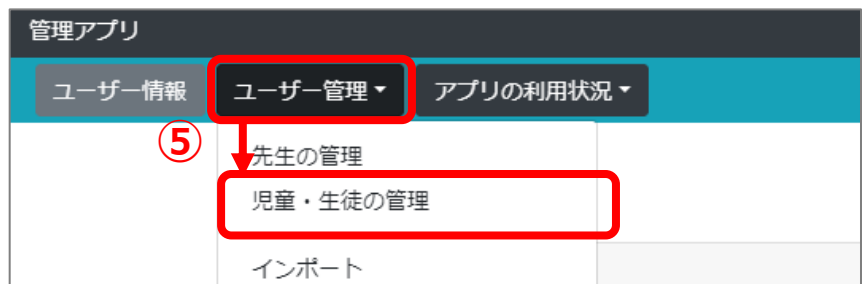 管理アプリ
ユーザー情報 ユーザー管理▼ アプリの利用状況▼
⑤
先生の管理
児童・生徒の管理
インポート